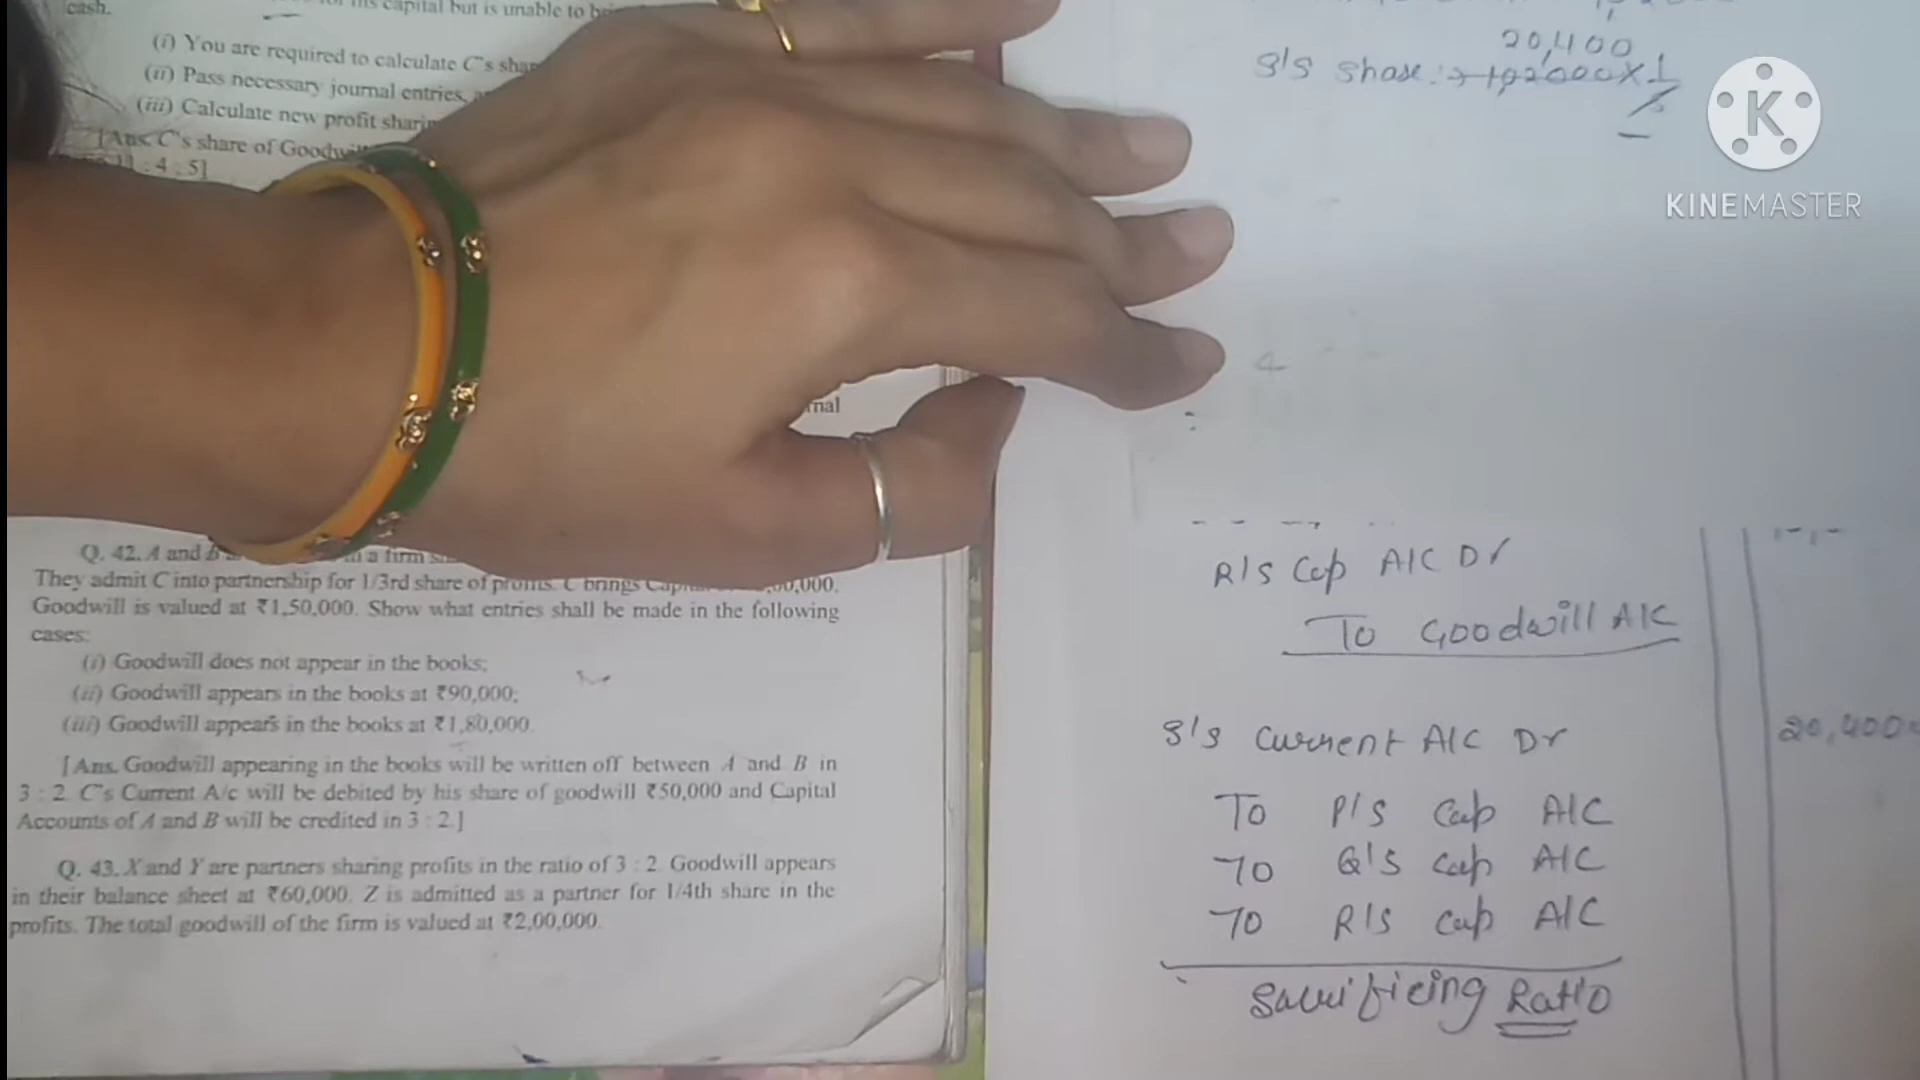 cash.
capital but is unable to
(i) You are required to calculate C's
(ii) Pass necessary journal entries,
(iii) Calculate new profit
[Ans. C's share of
: 4 : 5]
Q. 42. A and B in a firm
They admit C into partnership for 1/3rd share of profits. C brings
Goodwill is valued at ₹1,50,000. Show what entries shall be made in the following
cases:
(i) Goodwill does not appear in the books;
(ii) Goodwill appears in the books at ₹90,000;
(iii) Goodwill appears in the books at ₹1,80,000.
[Ans. Goodwill appearing in the books will be written off between A and B in
3 : 2. C's Current A/c will be debited by his share of goodwill ₹50,000 and Capital
Accounts of A and B will be credited in 3 : 2.]
Q. 43. X and Y are partners sharing profits in the ratio of 3 : 2. Goodwill appears
in their balance sheet at ₹60,000. Z is admitted as a partner for 1/4th share in the
profits. The total goodwill of the firm is valued at ₹2,00,000.
20,400
S's Share
K
KINEMASTER
R's Cap A/C Dr
To Goodwill A/C
S's Current A/C Dr 20,400
To P's Cap A/C
To Q's Cap A/C
To R's Cap A/C
Sacrificing Ratio